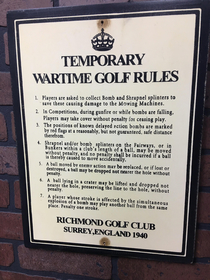 TEMPORARY
WARTIME GOLF RULES
1. Players are asked to collect Bomb and Shrapnel splinters to
save these causing damage to the Mowing Machines.
2. In Competitions, during gunfire or while bombs are falling,
Players may take cover without penalty for ceasing play.
3. The positions of known delayed action bombs are marked
by red flags at a reasonably, but not guaranteed, safe distance
therefrom.
4. Shrapnel and/or bomb splinters on the Fairways, or in
Bunkers within a club's length of a ball, may be moved
without penalty, and no penalty shall be incurred if a ball
is thereby caused to move accidentally.
5. A ball moved by enemy action may be replaced, or if lost or
destroyed, a ball may be dropped not nearer the hole without
penalty.
6. A ball lying in a crater may be lifted and dropped not
nearer the hole, preserving the line to the hole, without
penalty.
7. A player whose stroke is affected by the simultaneous
explosion of a bomb may play another ball from the same
place. Penalty one stroke.
RICHMOND GOLF CLUB
SURREY, ENGLAND 1940